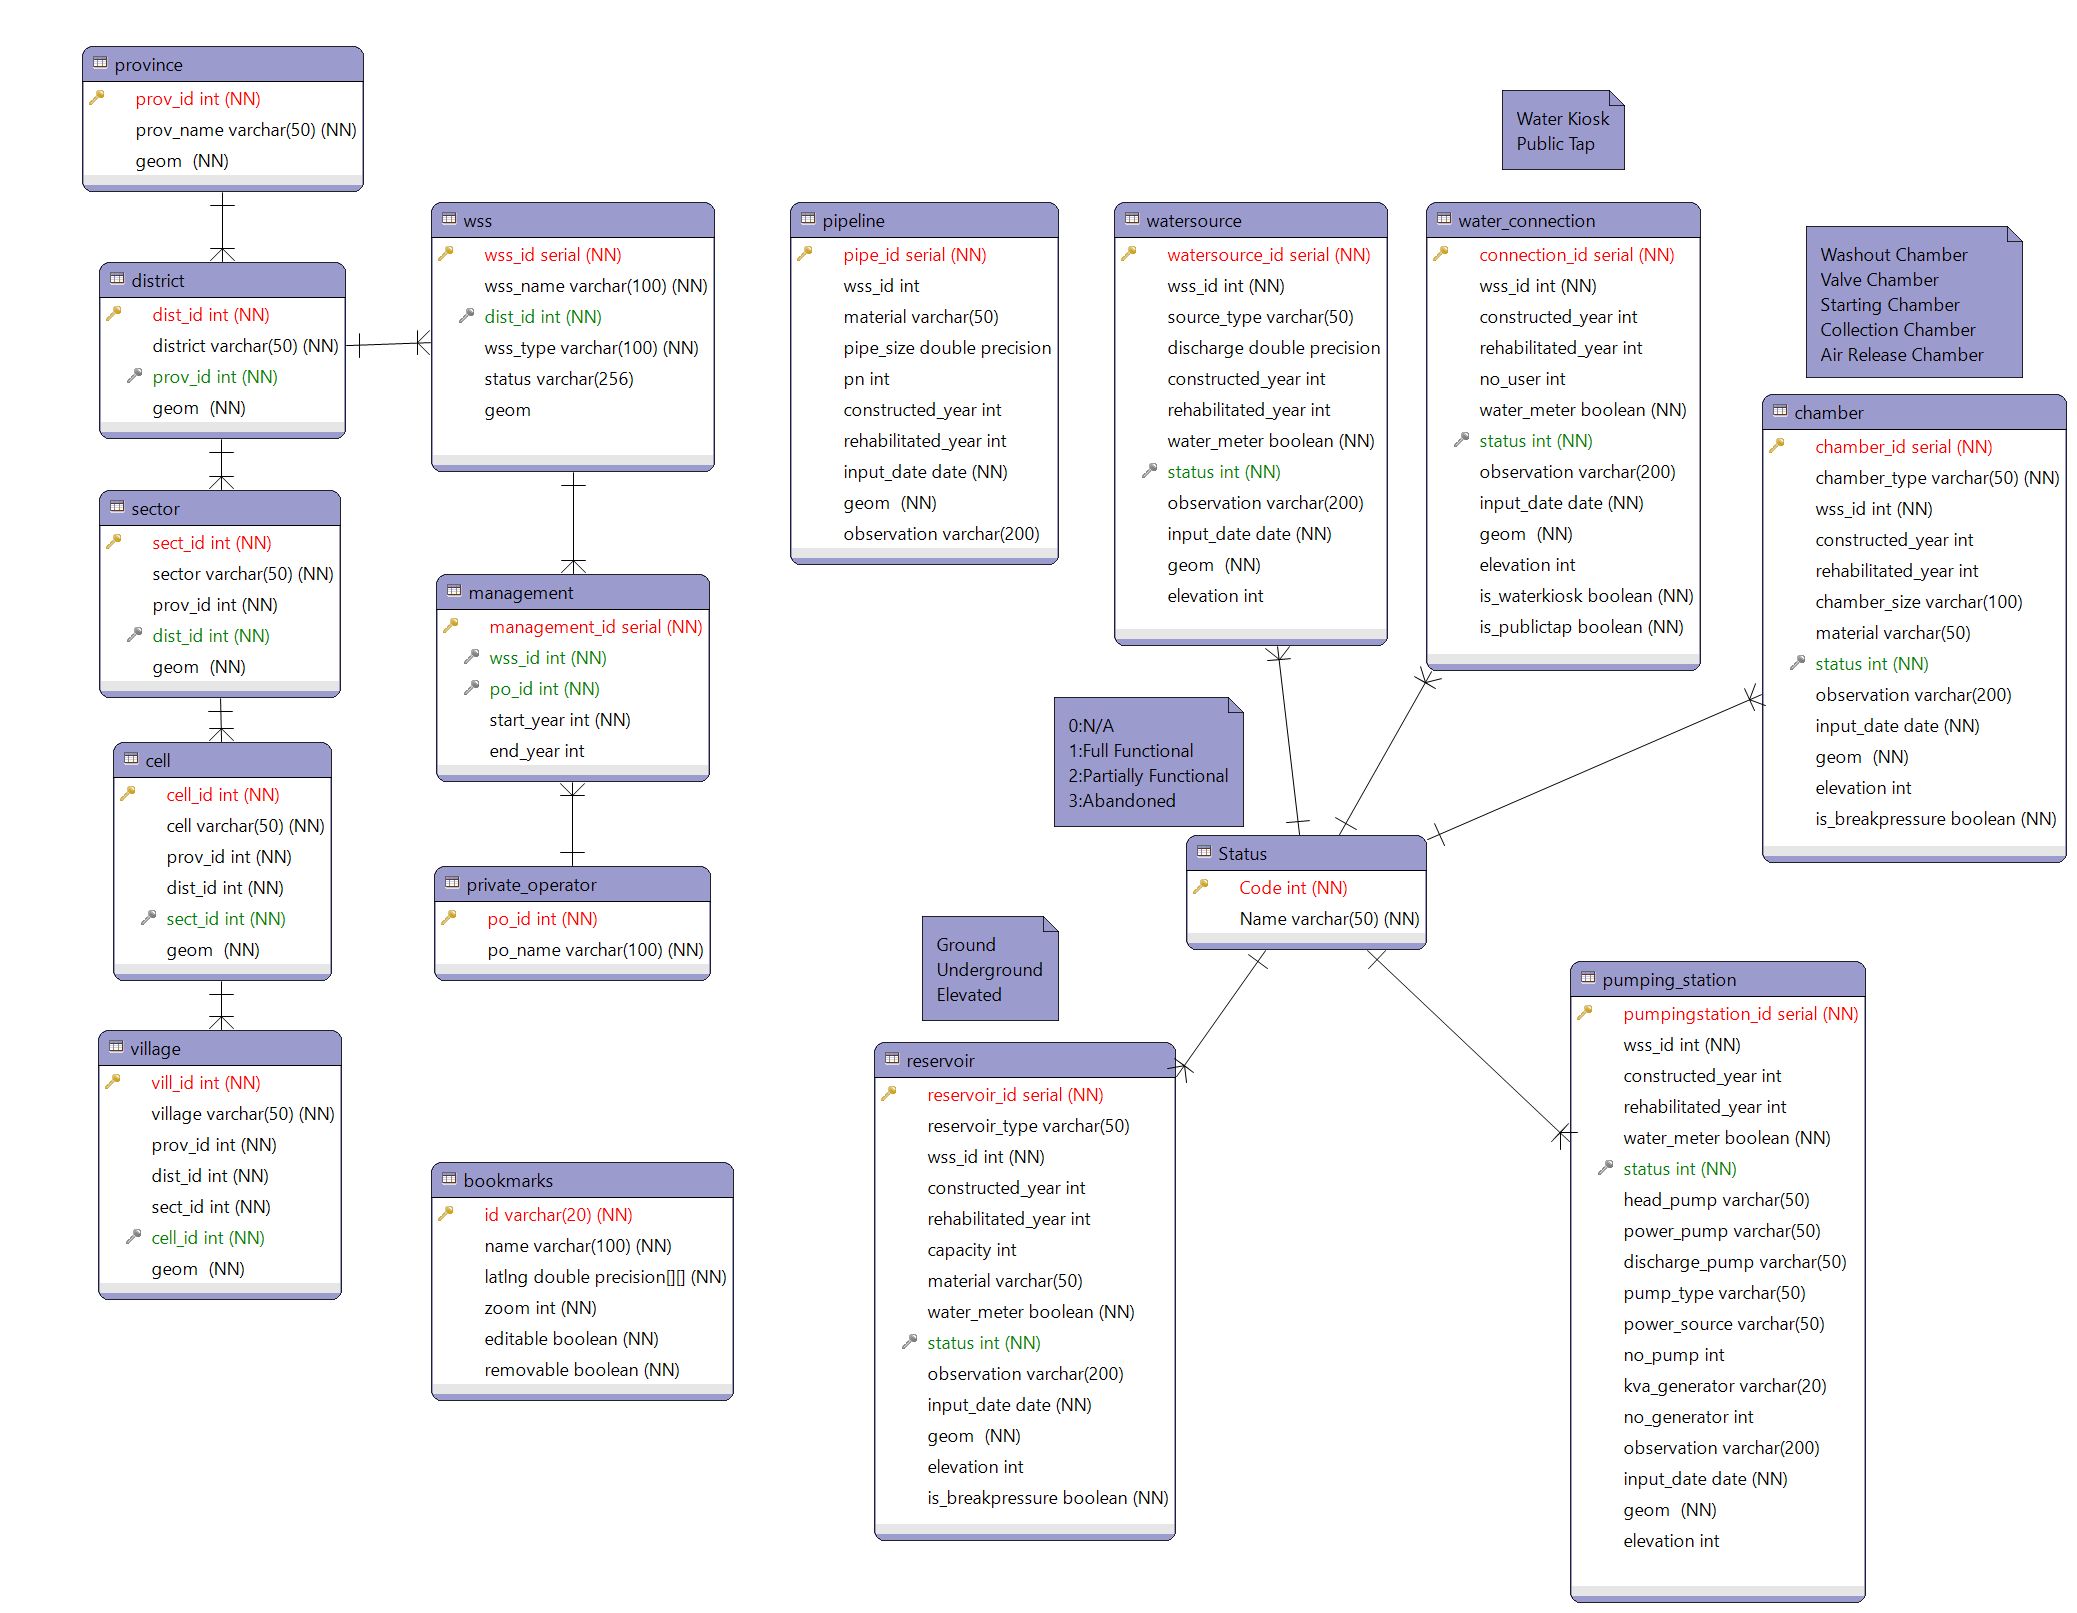 province
prov_id int (NN)
prov_name varchar(50) (NN)
geom (NN)
district
dist_id int (NN)
district varchar(50) (NN)
prov_id int (NN)
geom (NN)
sector
sect_id int (NN)
sector varchar(50) (NN)
prov_id int (NN)
dist_id int (NN)
geom (NN)
cell
cell_id int (NN)
cell varchar(50) (NN)
prov_id int (NN)
dist_id int (NN)
sect_id int (NN)
geom (NN)
village
vill_id int (NN)
village varchar(50) (NN)
prov_id int (NN)
dist_id int (NN)
sect_id int (NN)
cell_id int (NN)
geom (NN)
wss
wss_id serial (NN)
wss_name varchar(100) (NN)
dist_id int (NN)
wss_type varchar(100) (NN)
status varchar(256)
geom
management
management_id serial (NN)
wss_id int (NN)
po_id int (NN)
start_year int (NN)
end_year int
private_operator
po_id int (NN)
po_name varchar(100) (NN)
bookmarks
id varchar(20) (NN)
name varchar(100) (NN)
latlng double precision[][] (NN)
zoom int (NN)
editable boolean (NN)
removable boolean (NN)
pipeline
pipe_id serial (NN)
wss_id int
material varchar(50)
pipe_size double precision
pn int
constructed_year int
rehabilitated_year int
input_date date (NN)
geom (NN)
observation varchar(200)
watersource
watersource_id serial (NN)
wss_id int (NN)
source_type varchar(50)
discharge double precision
constructed_year int
rehabilitated_year int
water_meter boolean (NN)
status int (NN)
observation varchar(200)
input_date date (NN)
geom (NN)
elevation int
Water Kiosk
Public Tap
water_connection
connection_id serial (NN)
wss_id int (NN)
constructed_year int
rehabilitated_year int
no_user int
water_meter boolean (NN)
status int (NN)
observation varchar(200)
input_date date (NN)
geom (NN)
elevation int
is_waterkiosk boolean (NN)
is_publictap boolean (NN)
Washout Chamber
Valve Chamber
Starting Chamber
Collection Chamber
Air Release Chamber
chamber
chamber_id serial (NN)
chamber_type varchar(50) (NN)
wss_id int (NN)
constructed_year int
rehabilitated_year int
chamber_size varchar(100)
material varchar(50)
status int (NN)
observation varchar(200)
input_date date (NN)
geom (NN)
elevation int
is_breakpressure boolean (NN)
0:N/A
1:Full Functional
2:Partially Functional
3:Abandoned
Status
Code int (NN)
Name varchar(50) (NN)
Ground
Underground
Elevated
reservoir
reservoir_id serial (NN)
reservoir_type varchar(50)
wss_id int (NN)
constructed_year int
rehabilitated_year int
capacity int
material varchar(50)
water_meter boolean (NN)
status int (NN)
observation varchar(200)
input_date date (NN)
geom (NN)
elevation int
is_breakpressure boolean (NN)
pumping_station
pumpingstation_id serial (NN)
wss_id int (NN)
constructed_year int
rehabilitated_year int
water_meter boolean (NN)
status int (NN)
head_pump varchar(50)
power_pump varchar(50)
discharge_pump varchar(50)
pump_type varchar(50)
power_source varchar(50)
no_pump int
kva_generator varchar(20)
no_generator int
observation varchar(200)
input_date date (NN)
geom (NN)
elevation int